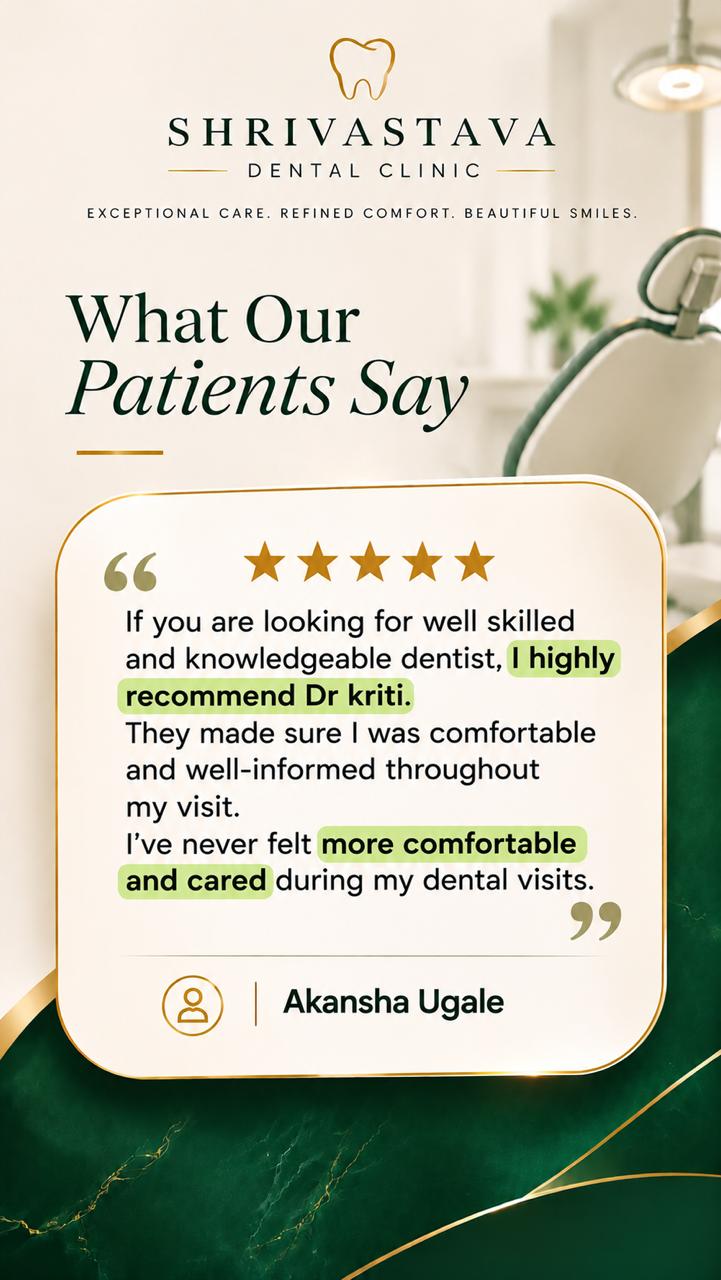 SHRIVASTAVA
DENTAL CLINIC
EXCEPTIONAL CARE. REFINED COMFORT. BEAUTIFUL SMILES.
What Our
Patients Say
“
If you are looking for well skilled
and knowledgeable dentist, I highly
recommend Dr kriti.
They made sure I was comfortable
and well-informed throughout
my visit.
I’ve never felt more comfortable
and cared during my dental visits.
”
Akansha Ugale